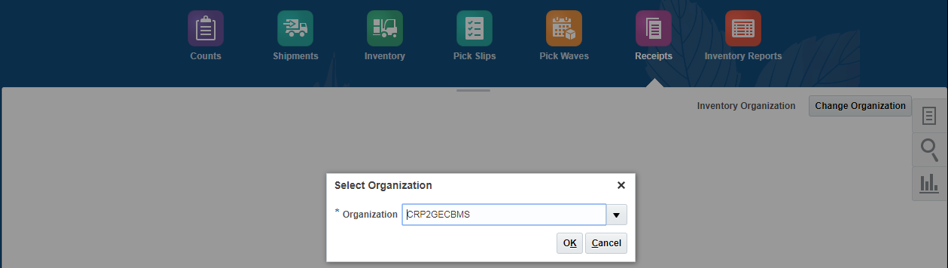 Counts Shipments Inventory Pick Slips Pick Waves Receipts Inventory Reports
Inventory Organization Change Organization
Select Organization
* Organization CRP2GECBMS
OK Cancel